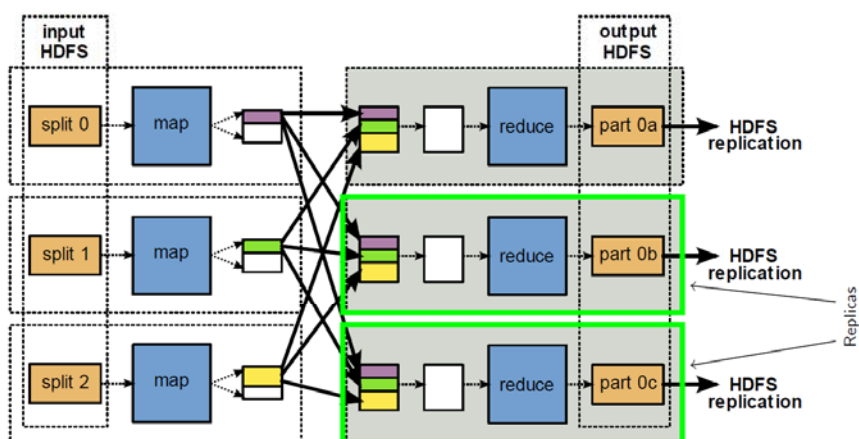 input
HDFS
output
HDFS
split 0
map
reduce
part 0a
HDFS
replication
split 1
map
reduce
part 0b
HDFS
replication
Replicas
split 2
map
reduce
part 0c
HDFS
replication